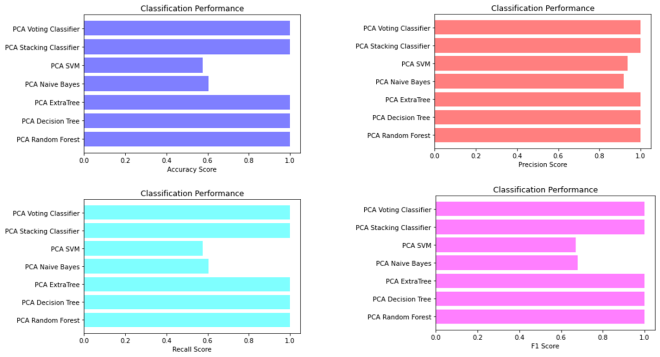 Classification Performance
PCA Voting Classifier
PCA Stacking Classifier
PCA SVM
PCA Naive Bayes
PCA ExtraTree
PCA Decision Tree
PCA Random Forest
0.0 0.2 0.4 0.6 0.8 1.0
Accuracy Score
Classification Performance
PCA Voting Classifier
PCA Stacking Classifier
PCA SVM
PCA Naive Bayes
PCA ExtraTree
PCA Decision Tree
PCA Random Forest
0.0 0.2 0.4 0.6 0.8 1.0
Precision Score
Classification Performance
PCA Voting Classifier
PCA Stacking Classifier
PCA SVM
PCA Naive Bayes
PCA ExtraTree
PCA Decision Tree
PCA Random Forest
0.0 0.2 0.4 0.6 0.8 1.0
Recall Score
Classification Performance
PCA Voting Classifier
PCA Stacking Classifier
PCA SVM
PCA Naive Bayes
PCA ExtraTree
PCA Decision Tree
PCA Random Forest
0.0 0.2 0.4 0.6 0.8 1.0
F1 Score